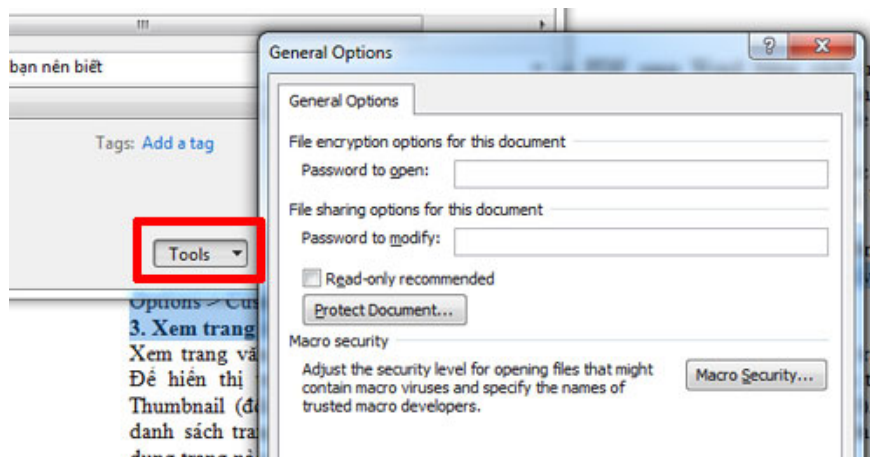 bạn nên biết
Tags: Add a tag
Tools
Options > Cus
3. Xem trang
Xem trang vă
Để hiển thị
Thumbnail (đ
danh sách tra
General Options
General Options
File encryption options for this document
Password to open:
File sharing options for this document
Password to modify:
Read-only recommended
Protect Document...
Macro security
Adjust the security level for opening files that might
contain macro viruses and specify the names of
trusted macro developers.
Macro Security...